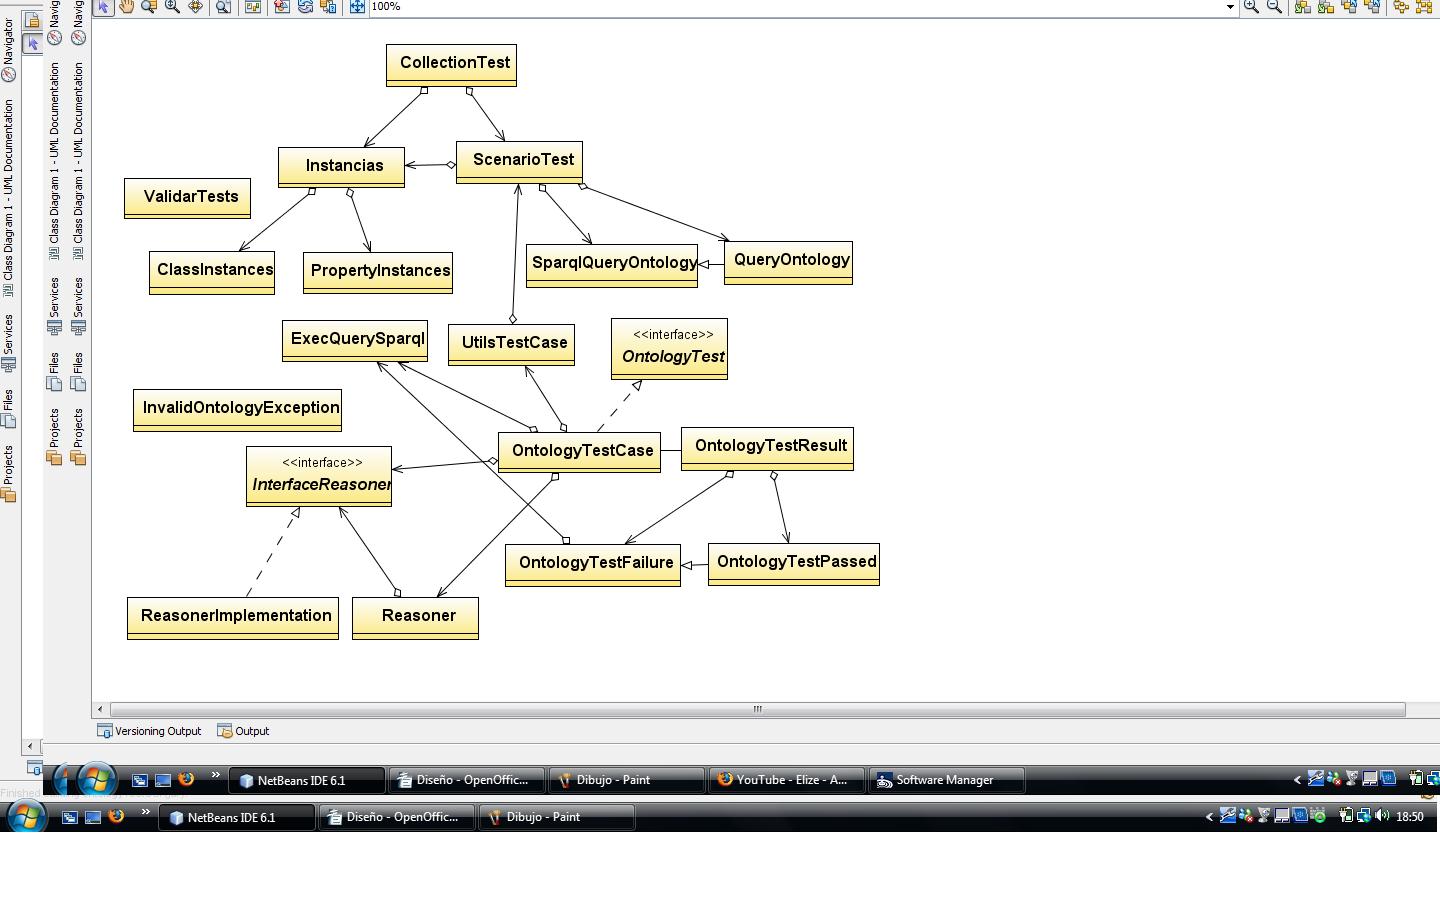 100%
Navigator
Class Diagram 1 - UML Documentation
Services
Files
Projects
Class Diagram 1 - UML Documentation
Services
Files
Projects
Class Diagram 1 - UML Documentation
Services
Files
Projects
CollectionTest
Instancias
ScenarioTest
ValidarTests
ClassInstances
PropertyInstances
SparqlQueryOntology
QueryOntology
ExecQuerySparql
UtilsTestCase
<<interface>>
OntologyTest
InvalidOntologyException
<<interface>>
InterfaceReasoner
OntologyTestCase
OntologyTestResult
OntologyTestFailure
OntologyTestPassed
ReasonerImplementation
Reasoner
Versioning Output
Output
NetBeans IDE 6.1
Diseño - OpenOffic...
Dibujo - Paint
YouTube - Elize - A...
Software Manager
Finished
NetBeans IDE 6.1
Diseño - OpenOffic...
Dibujo - Paint
18:50